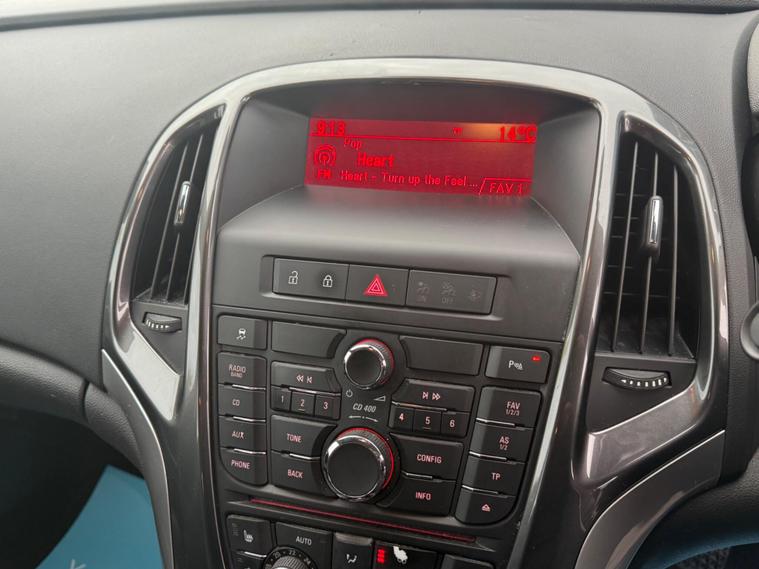 9:13 14°C
Pop
Heart
FM Heart - Turn up the Feel ... FAV 1
ON OFF
RADIO
BAND
CD
AUX
PHONE
1 2 3
TONE
BACK
CD 400
4 5 6
CONFIG
INFO
FAV
1/2/3
AS
1/2
TP
AUTO